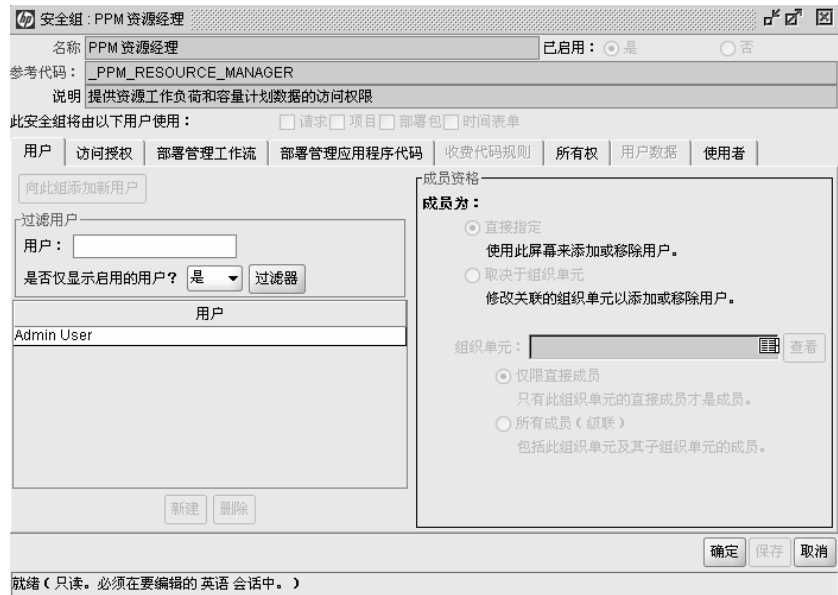 hp 安全组 : PPM 资源经理
名称 PPM 资源经理 已启用： 是 否
参考代码： _PPM_RESOURCE_MANAGER
说明 提供资源工作负荷和容量计划数据的访问权限
此安全组将由以下用户使用： 请求 项目 部署包 时间表单
用户 访问授权 部署管理工作流 部署管理应用程序代码 收费代码规则 所有权 用户数据 使用者
向此组添加新用户
过滤用户
用户：
是否仅显示启用的用户？ 是 过滤器
用户
Admin User
新建 删除
成员资格
成员为：
直接指定
使用此屏幕来添加或移除用户。
取决于组织单元
修改关联的组织单元以添加或移除用户。
组织单元： 查看
仅限直接成员
只有此组织单元的直接成员才是成员。
所有成员（级联）
包括此组织单元及其子组织单元的成员。
确定 保存 取消
就绪（只读。必须在要编辑的 英语 会话中。）